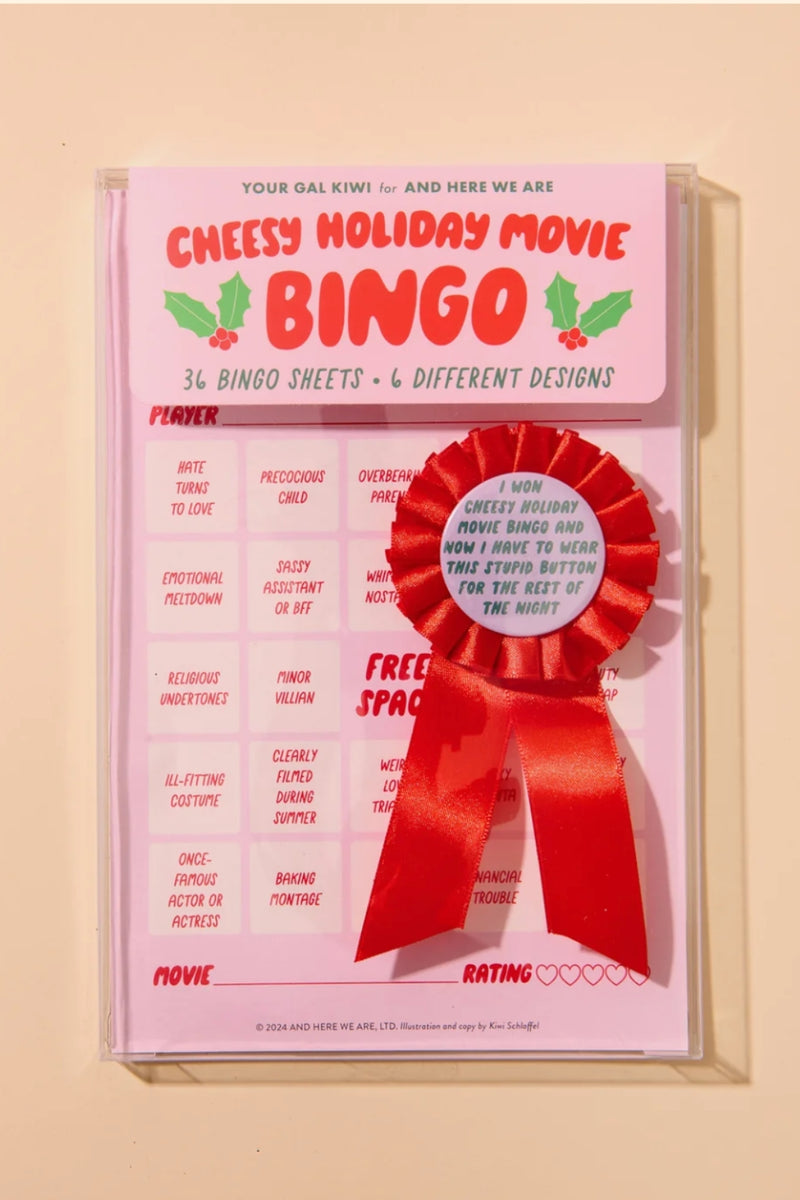 YOUR GAL KIWI for AND HERE WE ARE
CHEESY HOLIDAY MOVIE
BINGO
36 BINGO SHEETS • 6 DIFFERENT DESIGNS
PLAYER
HATE
TURNS
TO LOVE
PRECOCIOUS
CHILD
I WON
CHEESY HOLIDAY
MOVIE BINGO AND
NOW I HAVE TO WEAR
THIS STUPID BUTTON
FOR THE REST OF
THE NIGHT
EMOTIONAL
MELTDOWN
SASSY
ASSISTANT
OR BFF
RELIGIOUS
UNDERTONES
MINOR
VILLIAN
FREE
ILL-FITTING
COSTUME
CLEARLY
FILMED
DURING
SUMMER
ONCE-
FAMOUS
ACTOR OR
ACTRESS
BAKING
MONTAGE
TROUBLE
MOVIE
RATING
© 2024 AND HERE WE ARE, LTD. Illustration and copy by Kiwi Schloffel